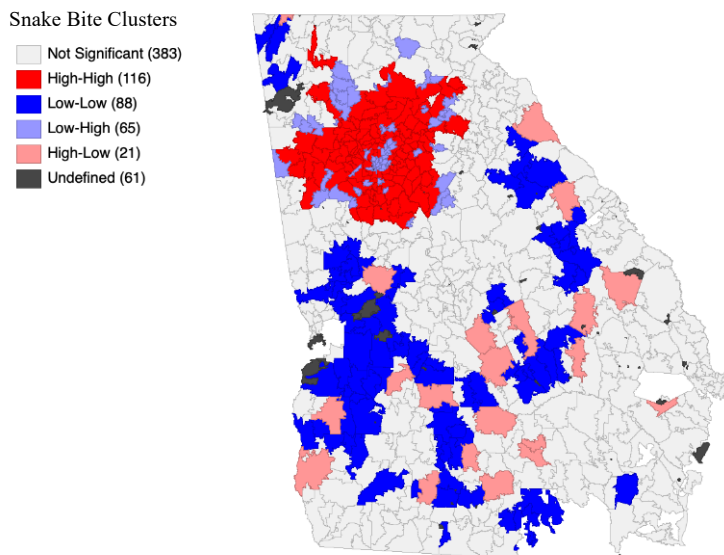 Snake Bite Clusters
Not Significant (383)
High-High (116)
Low-Low (88)
Low-High (65)
High-Low (21)
Undefined (61)